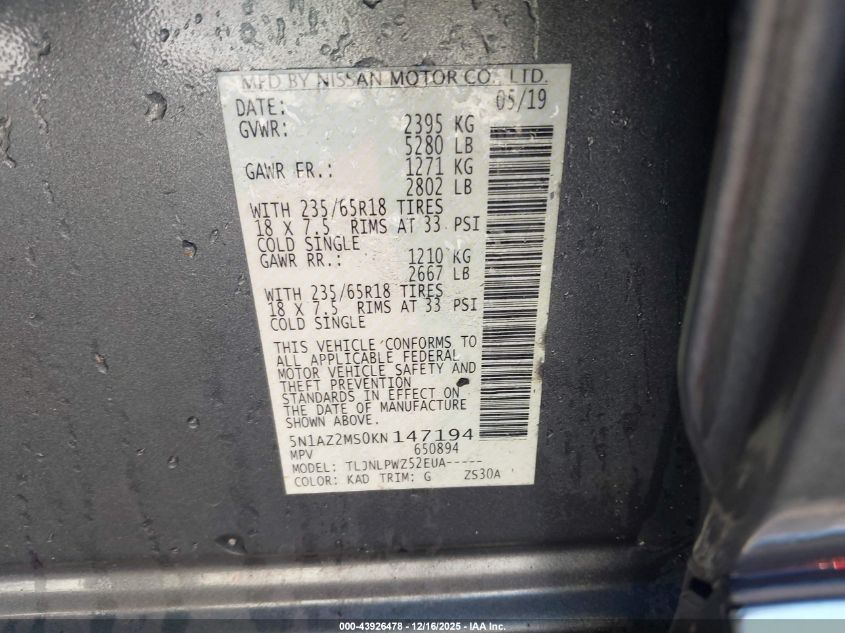 MFD BY NISSAN MOTOR CO., LTD.
DATE: 05/19
GVWR: 2395 KG
5280 LB
GAWR FR.: 1271 KG
2802 LB
WITH 235/65R18 TIRES
18 X 7.5 RIMS AT 33 PSI
COLD SINGLE
GAWR RR.: 1210 KG
2667 LB
WITH 235/65R18 TIRES
18 X 7.5 RIMS AT 33 PSI
COLD SINGLE
THIS VEHICLE CONFORMS TO
ALL APPLICABLE FEDERAL
MOTOR VEHICLE SAFETY AND
THEFT PREVENTION
STANDARDS IN EFFECT ON
THE DATE OF MANUFACTURE
SHOWN ABOVE.
5N1AZ2MS0KN147194
MPV 650894
MODEL: TLJNLPWZ52EUA-----
COLOR: KAD TRIM: G ZS30A
000-43926478 - 12/16/2025 - IAA Inc.